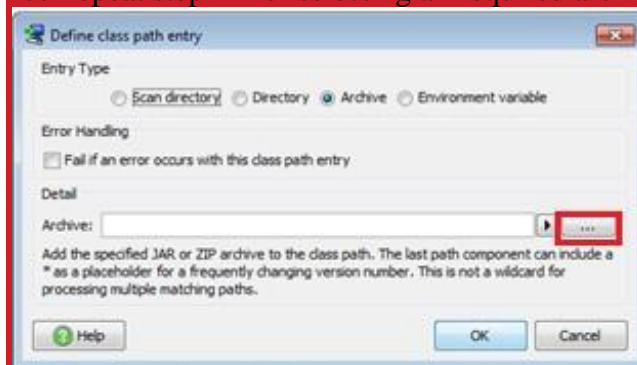 Define class path entry
Entry Type
Scan directory Directory Archive Environment variable
Error Handling
Fail if an error occurs with this class path entry
Detail
Archive: ...
Add the specified JAR or ZIP archive to the class path. The last path component can include a
* as a placeholder for a frequently changing version number. This is not a wildcard for
processing multiple matching paths.
Help OK Cancel